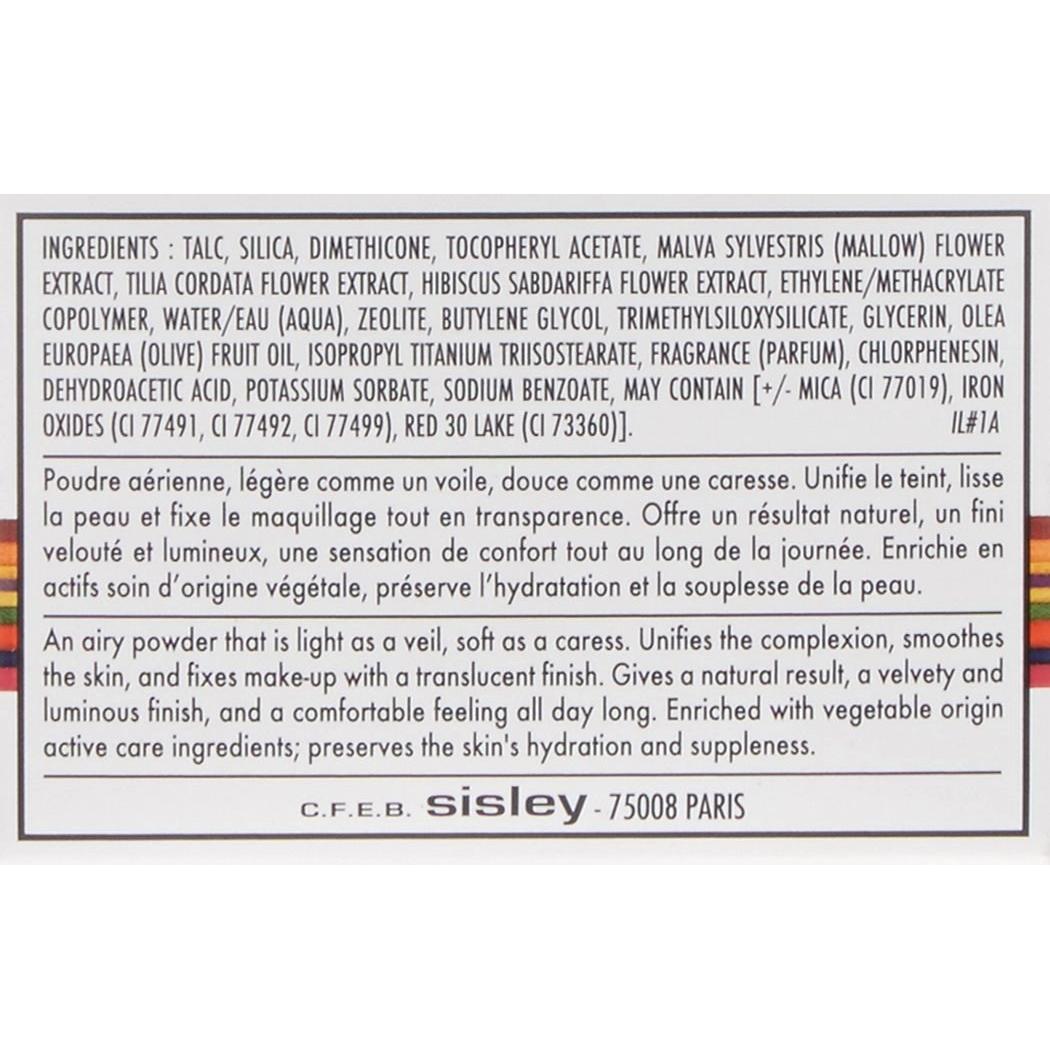 INGREDIENTS : TALC, SILICA, DIMETHICONE, TOCOPHERYL ACETATE, MALVA SYLVESTRIS (MALLOW) FLOWER
EXTRACT, TILIA CORDATA FLOWER EXTRACT, HIBISCUS SABDARIFFA FLOWER EXTRACT, ETHYLENE/METHACRYLATE
COPOLYMER, WATER/EAU (AQUA), ZEOLITE, BUTYLENE GLYCOL, TRIMETHYLSILOXYSILICATE, GLYCERIN, OLEA
EUROPAEA (OLIVE) FRUIT OIL, ISOPROPYL TITANIUM TRIISOSTEARATE, FRAGRANCE (PARFUM), CHLORPHENESIN,
DEHYDROACETIC ACID, POTASSIUM SORBATE, SODIUM BENZOATE, MAY CONTAIN [+/- MICA (CI 77019), IRON
OXIDES (CI 77491, CI 77492, CI 77499), RED 30 LAKE (CI 73360)]. IL#1A
Poudre aérienne, légère comme un voile, douce comme une caresse. Unifie le teint, lisse
la peau et fixe le maquillage tout en transparence. Offre un résultat naturel, un fini
velouté et lumineux, une sensation de confort tout au long de la journée. Enrichie en
actifs soin d'origine végétale, préserve l'hydratation et la souplesse de la peau.
An airy powder that is light as a veil, soft as a caress. Unifies the complexion, smoothes
the skin, and fixes make-up with a translucent finish. Gives a natural result, a velvety and
luminous finish, and a comfortable feeling all day long. Enriched with vegetable origin
active care ingredients; preserves the skin's hydration and suppleness.
C.F.E.B. sisley - 75008 PARIS